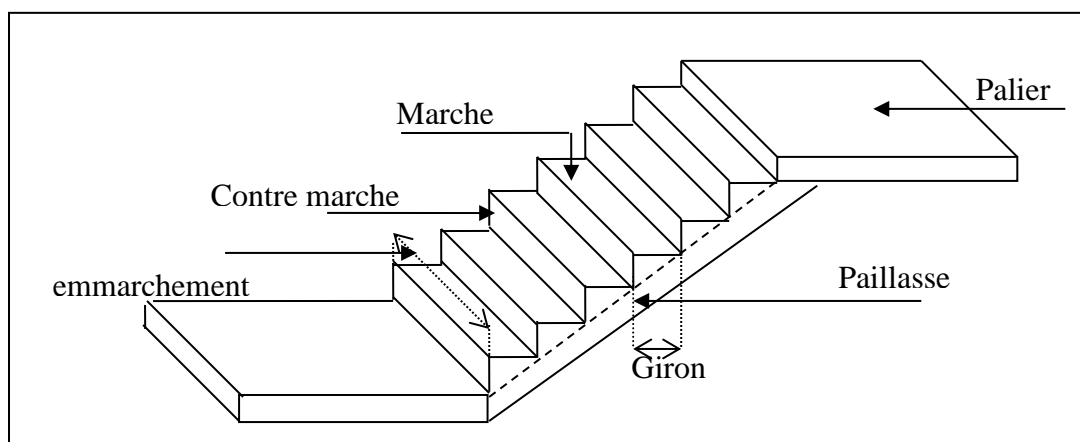 Palier
Marche
Contre marche
emmarchement
Paillasse
Giron